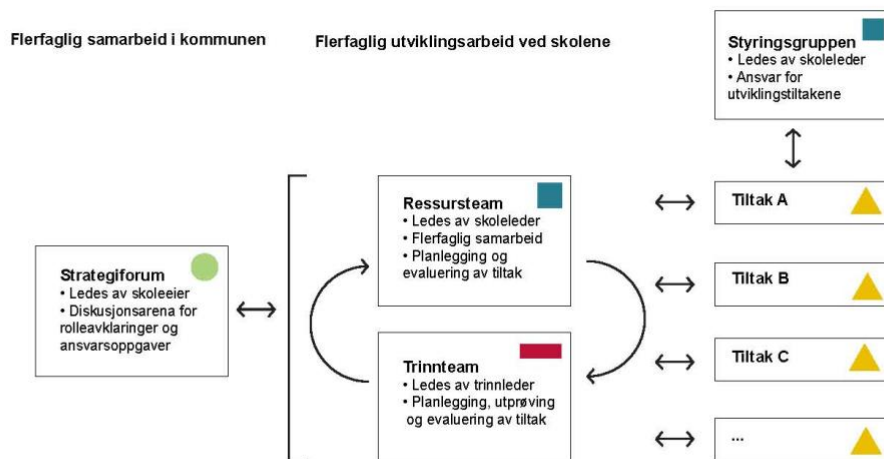 Flerfaglig samarbeid i kommunen
Flerfaglig utviklingsarbeid ved skolene
Styringsgruppen
• Ledes av skoleleder
• Ansvar for
utviklingstiltakene
Strategiforum
• Ledes av skoleeier
• Diskusjonsarena for
rolleavklaringer og
ansvarsoppgaver
Ressursteam
• Ledes av skoleleder
• Flerfaglig samarbeid
• Planlegging og
evaluering av tiltak
Trinnteam
• Ledes av trinnleder
• Planlegging, utprøving
og evaluering av tiltak
Tiltak A
Tiltak B
Tiltak C
...